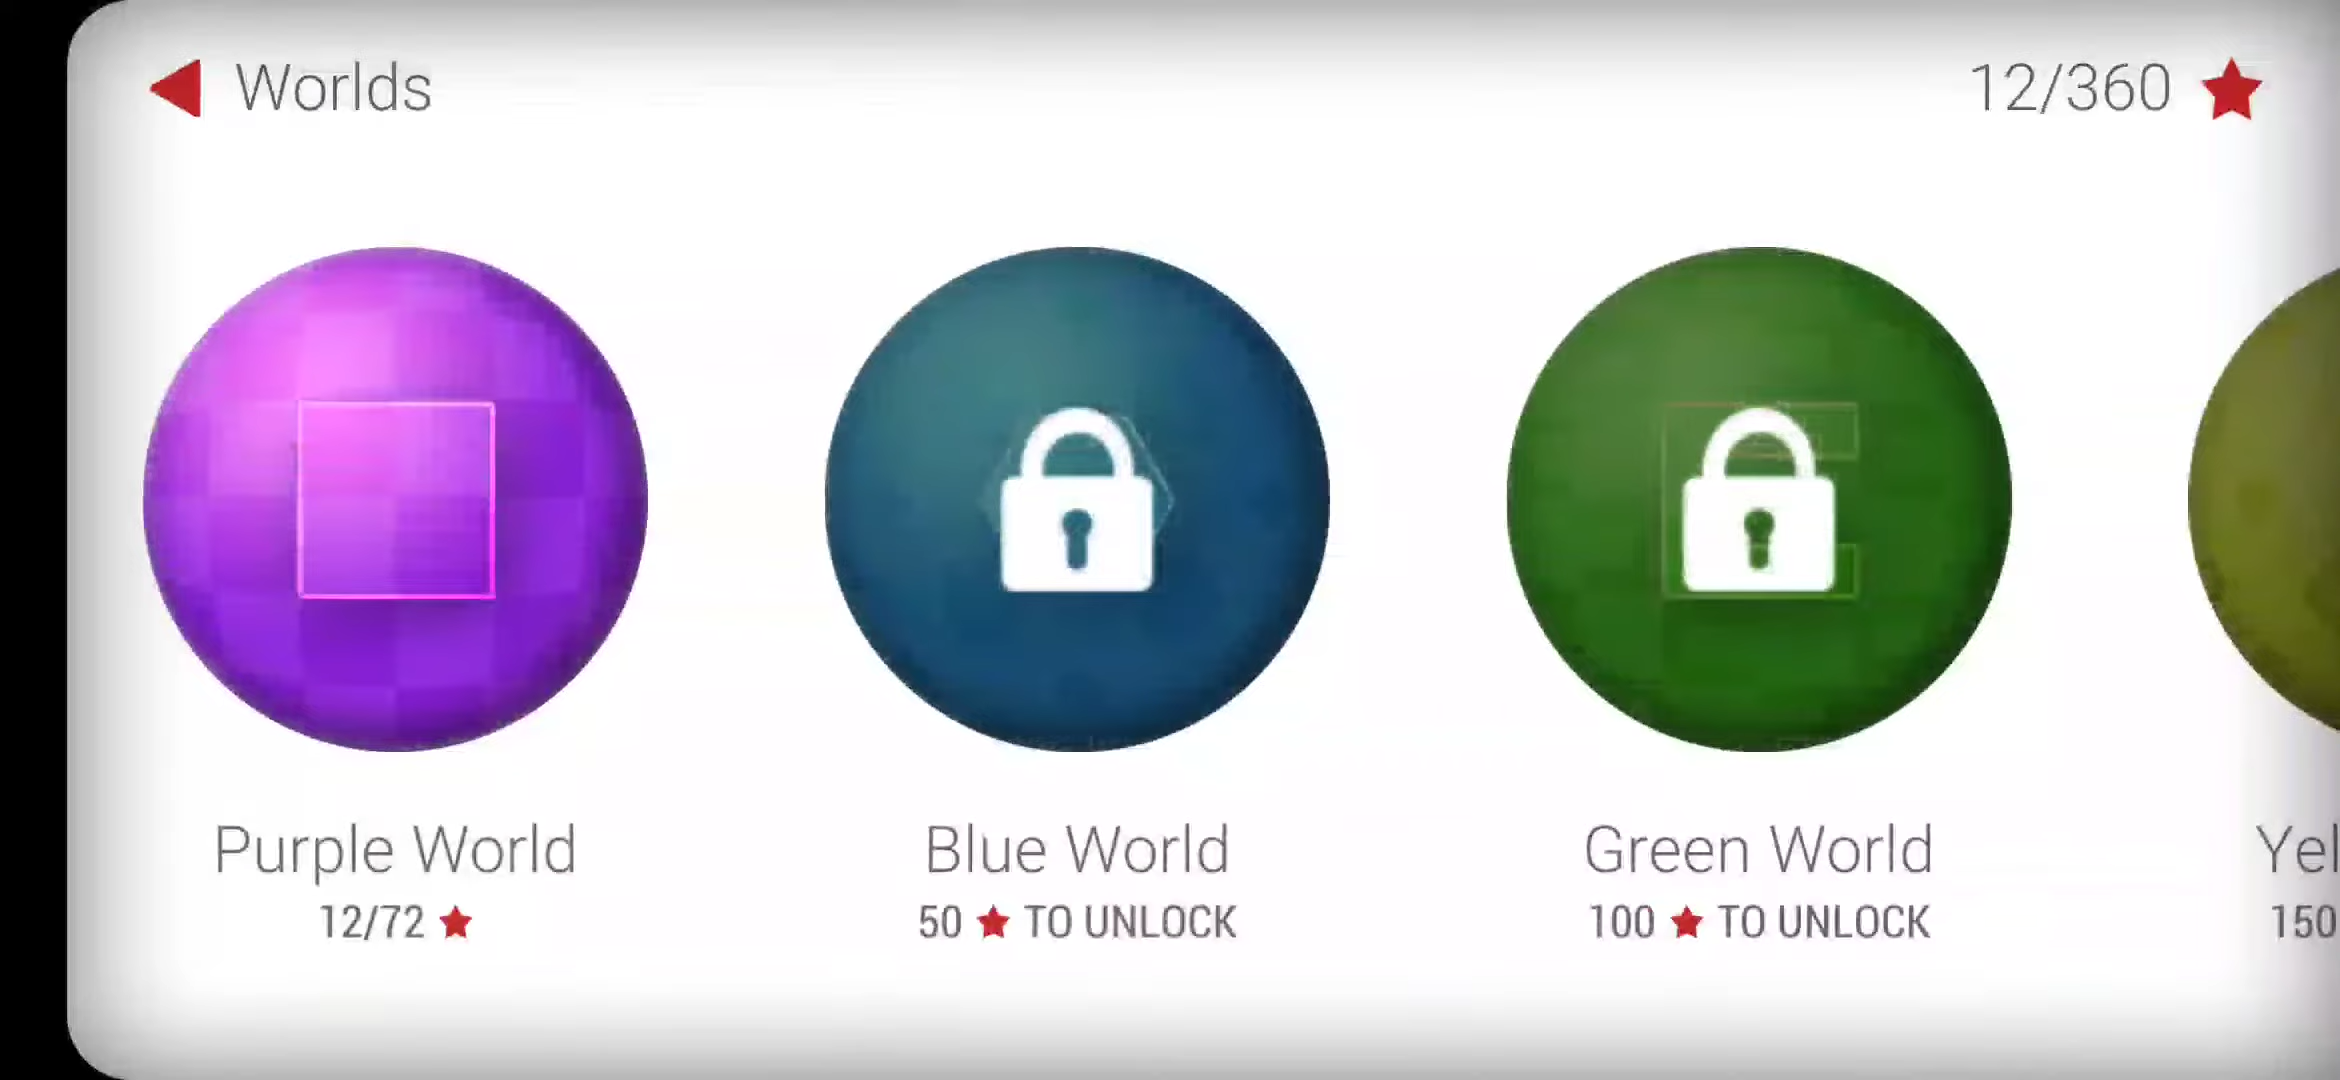 Worlds
12/360
Purple World
12/72
Blue World
50 ★ TO UNLOCK
Green World
100 ★ TO UNLOCK
Yel
150